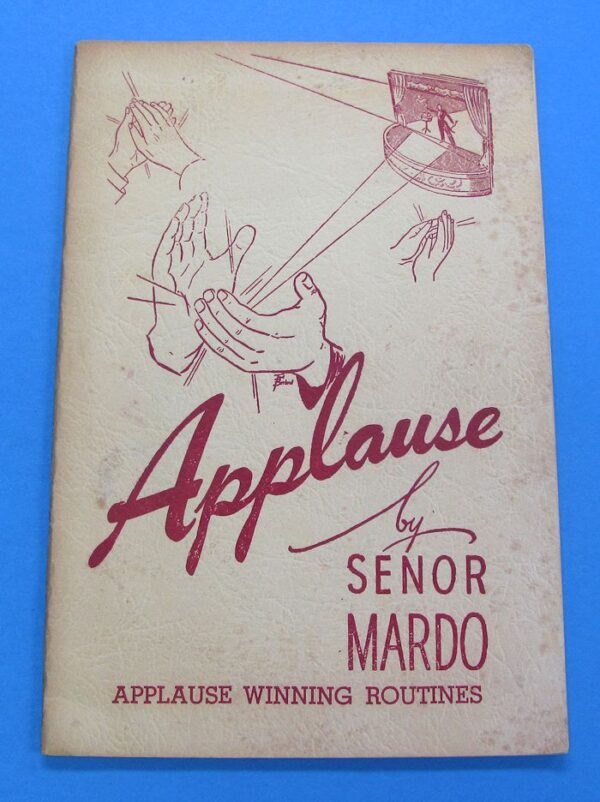 Applause
by
SENOR
MARDO
APPLAUSE WINNING ROUTINES